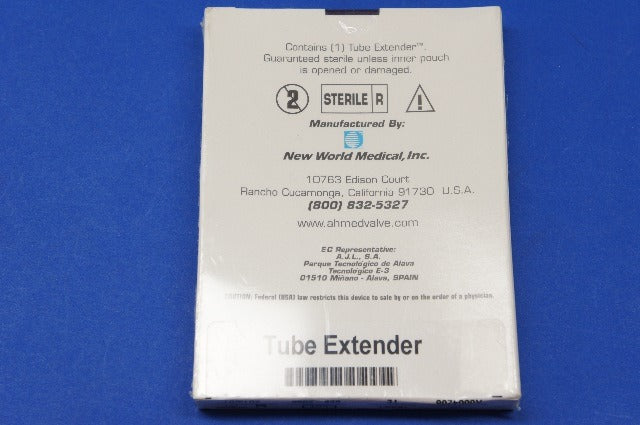 Contains (1) Tube Extender™.
Guaranteed sterile unless inner pouch
is opened or damaged.
2 STERILE R !
Manufactured By:
New World Medical, Inc.
10763 Edison Court
Rancho Cucamonga, California 91730 U.S.A.
(800) 832-5327
www.ahmedvalve.com
EC Representative:
A.J.L., S.A.
Parque Tecnológico de Alava
Tecnológico E-3
01510 Miñano - Alava, SPAIN
CAUTION: Federal (USA) law restricts this device to sale by or on the order of a physician.
Tube Extender